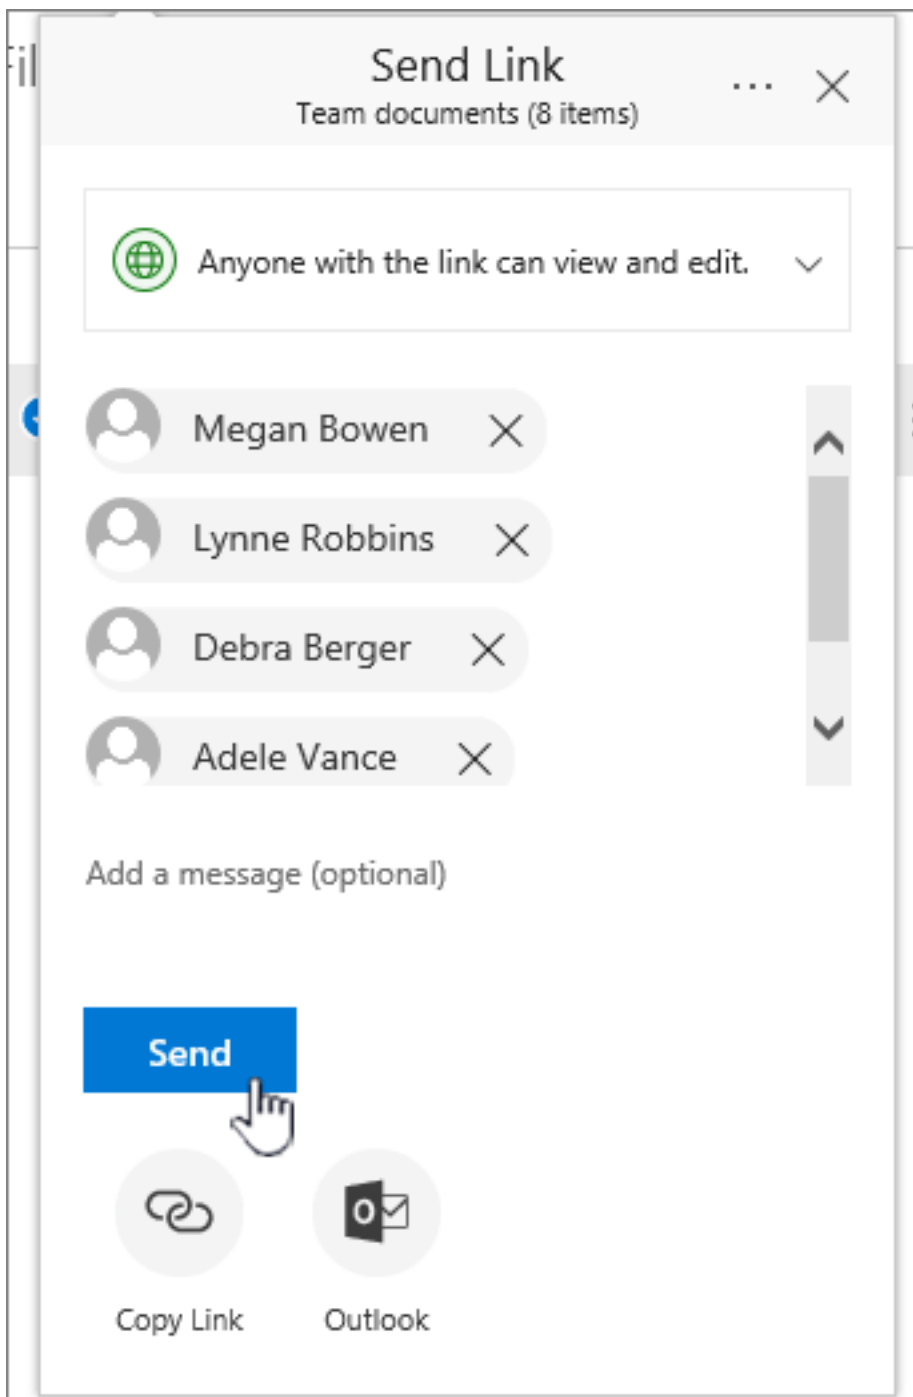 Fil
Send Link
Team documents (8 items)
Anyone with the link can view and edit.
Megan Bowen
Lynne Robbins
Debra Berger
Adele Vance
Add a message (optional)
Send
Copy Link
Outlook